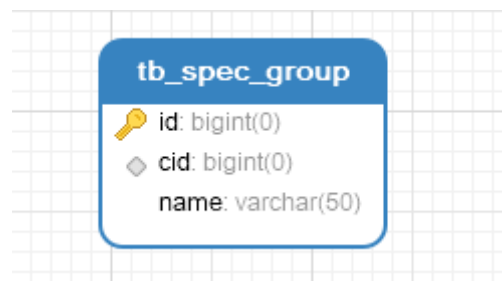 tb_spec_group
id: bigint(0)
cid: bigint(0)
name: varchar(50)